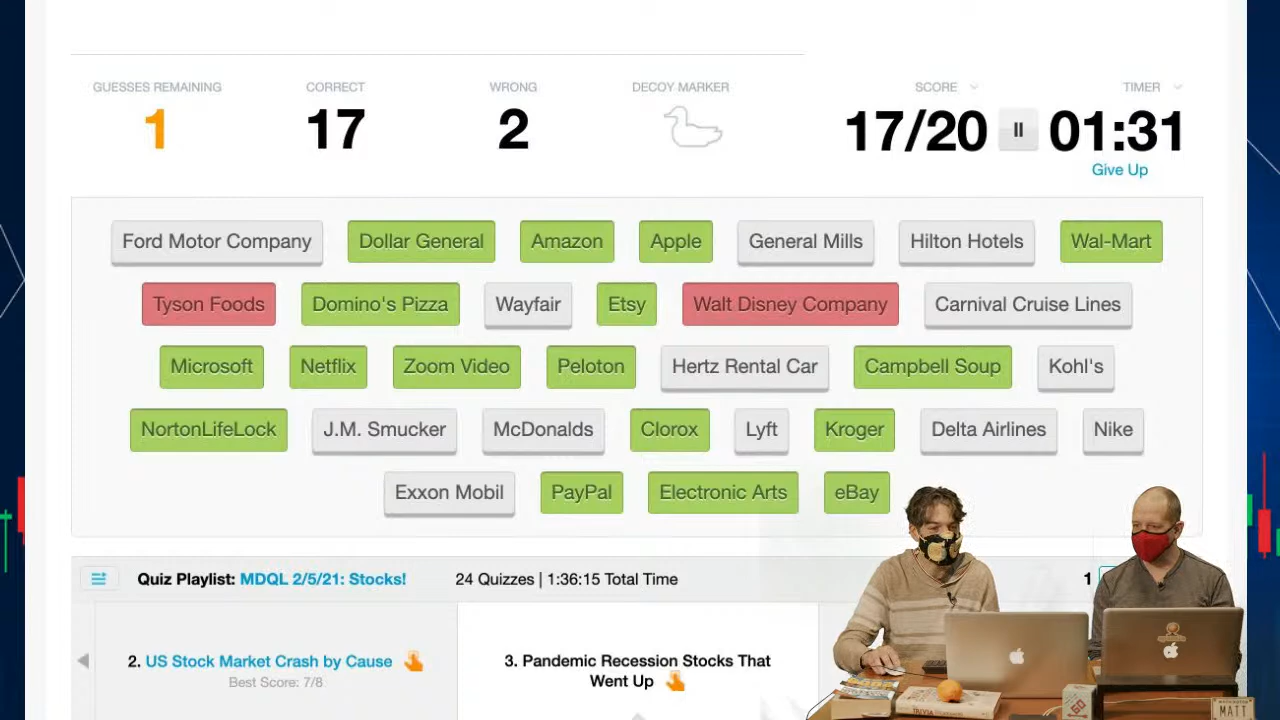 GUESSES REMAINING CORRECT WRONG DECOY MARKER SCORE TIMER
1 17 2 17/20 01:31
Give Up
Ford Motor Company Dollar General Amazon Apple General Mills Hilton Hotels Wal-Mart
Tyson Foods Domino's Pizza Wayfair Etsy Walt Disney Company Carnival Cruise Lines
Microsoft Netflix Zoom Video Peloton Hertz Rental Car Campbell Soup Kohl's
NortonLifeLock J.M. Smucker McDonalds Clorox Lyft Kroger Delta Airlines Nike
Exxon Mobil PayPal Electronic Arts eBay
Quiz Playlist: MDQL 2/5/21: Stocks! 24 Quizzes | 1:36:15 Total Time 1
2. US Stock Market Crash by Cause
Best Score: 7/8
3. Pandemic Recession Stocks That
Went Up
TRIVIA
GO
MATT